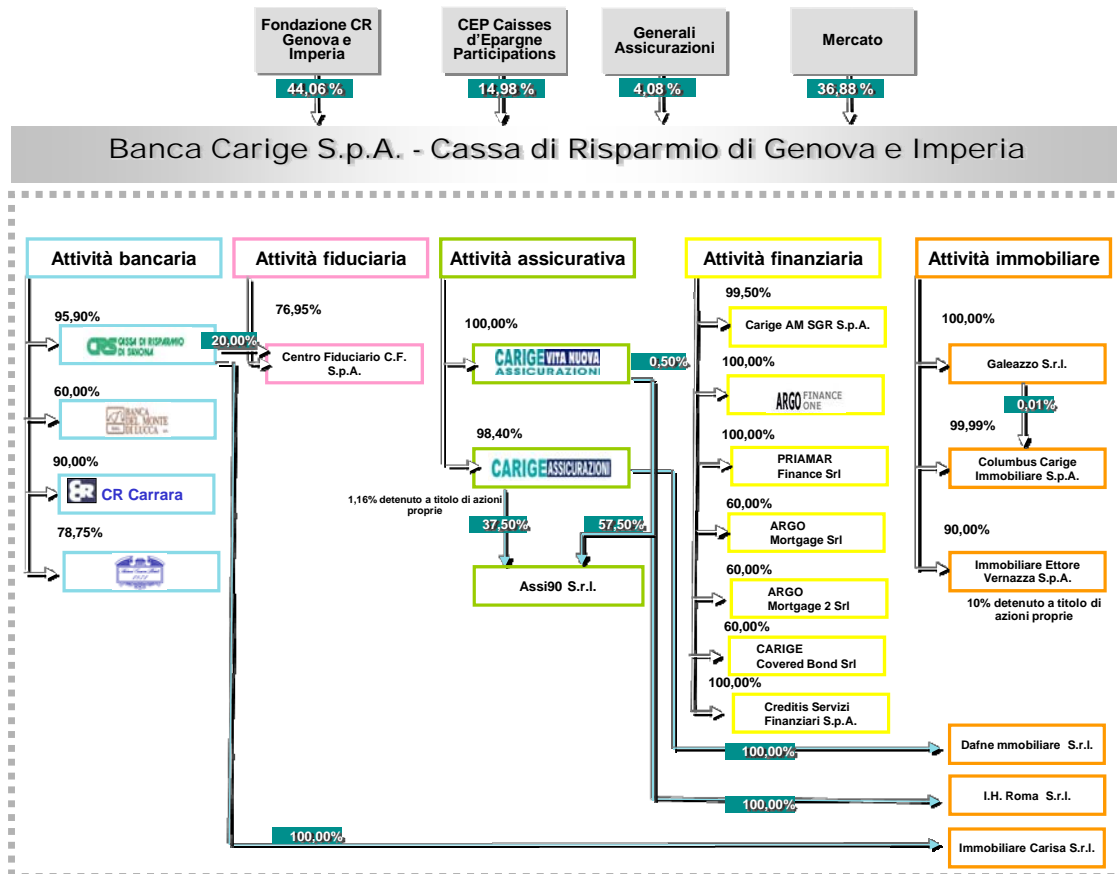 Fondazione CR
Genova e
Imperia
CEP Caisses
d'Epargne
Participations
Generali
Assicurazioni
Mercato
44,06 %
14,98 %
4,08 %
36,88 %
Banca Carige S.p.A. - Cassa di Risparmio di Genova e Imperia
Attività bancaria
Attività fiduciaria
Attività assicurativa
Attività finanziaria
Attività immobiliare
95,90%
CRS CASSA DI RISPARMIO
DI SAVONA
20,00%
60,00%
BANCA
DEL MONTE
DI LUCCA
90,00%
CR Carrara
78,75%
76,95%
Centro Fiduciario C.F.
S.p.A.
100,00%
CARIGE VITA NUOVA
ASSICURAZIONI
0,50%
98,40%
CARIGE ASSICURAZIONI
1,16% detenuto a titolo di azioni
proprie
37,50%
57,50%
Assi90 S.r.l.
99,50%
Carige AM SGR S.p.A.
100,00%
ARGO FINANCE
ONE
100,00%
PRIAMAR
Finance Srl
60,00%
ARGO
Mortgage Srl
60,00%
ARGO
Mortgage 2 Srl
60,00%
CARIGE
Covered Bond Srl
100,00%
Creditis Servizi
Finanziari S.p.A.
100,00%
Galeazzo S.r.l.
0,01%
99,99%
Columbus Carige
Immobiliare S.p.A.
90,00%
Immobiliare Ettore
Vernazza S.p.A.
10% detenuto a titolo di
azioni proprie
100,00%
Dafne mmobiliare S.r.l.
100,00%
I.H. Roma S.r.l.
100,00%
Immobiliare Carisa S.r.l.